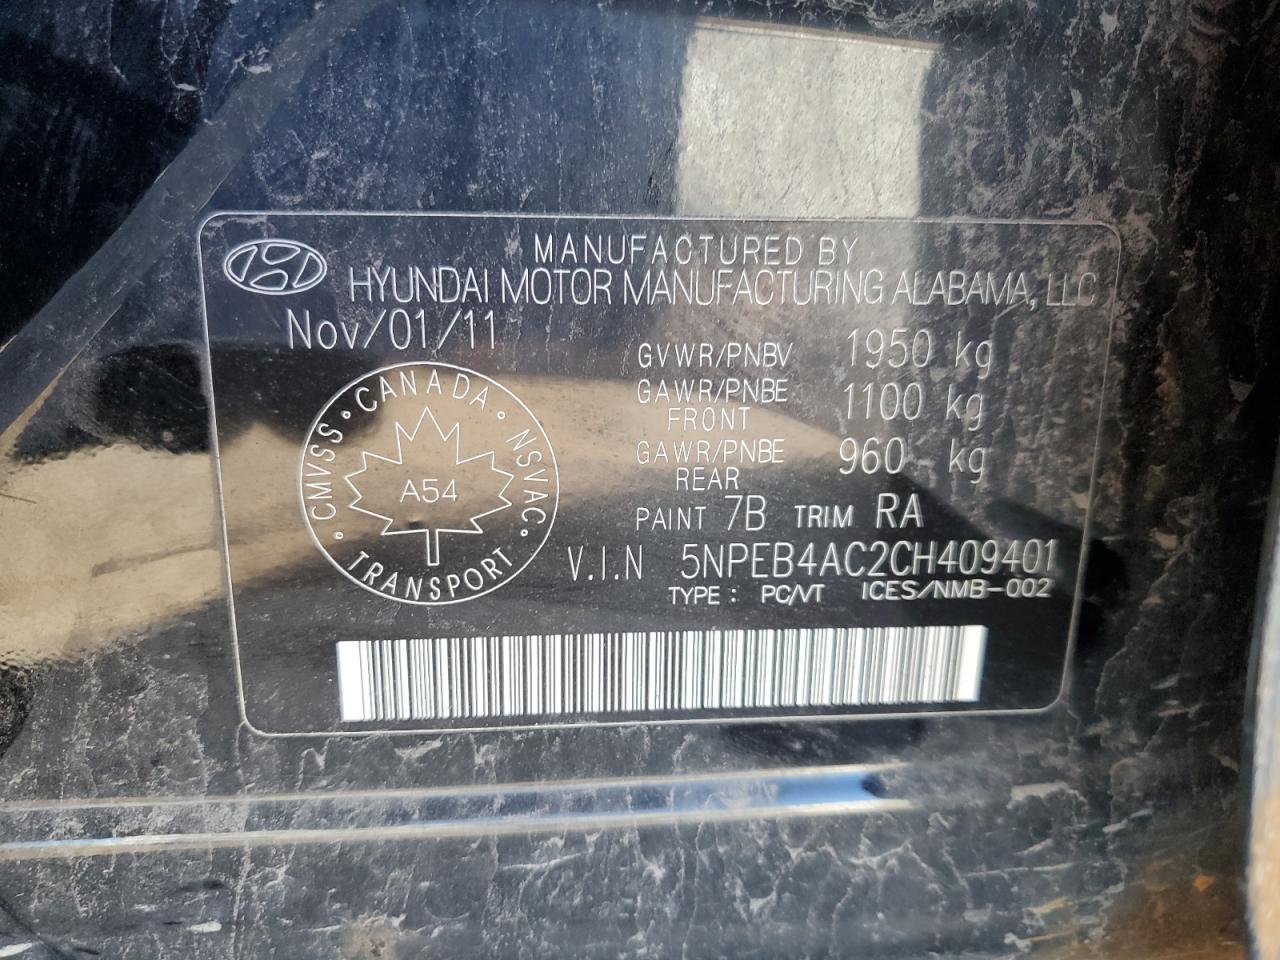 MANUFACTURED BY
HYUNDAI MOTOR MANUFACTURING ALABAMA, LLC
Nov/01/11
GVWR/PNBV 1950 kg
GAWR/PNBE FRONT 1100 kg
GAWR/PNBE REAR 960 kg
CANADA · NSVAC · TRANSPORT · CMVSS ·
A54
PAINT 7B TRIM RA
V.I.N 5NPEB4AC2CH409401
TYPE : PC/VT ICES/NMB-002